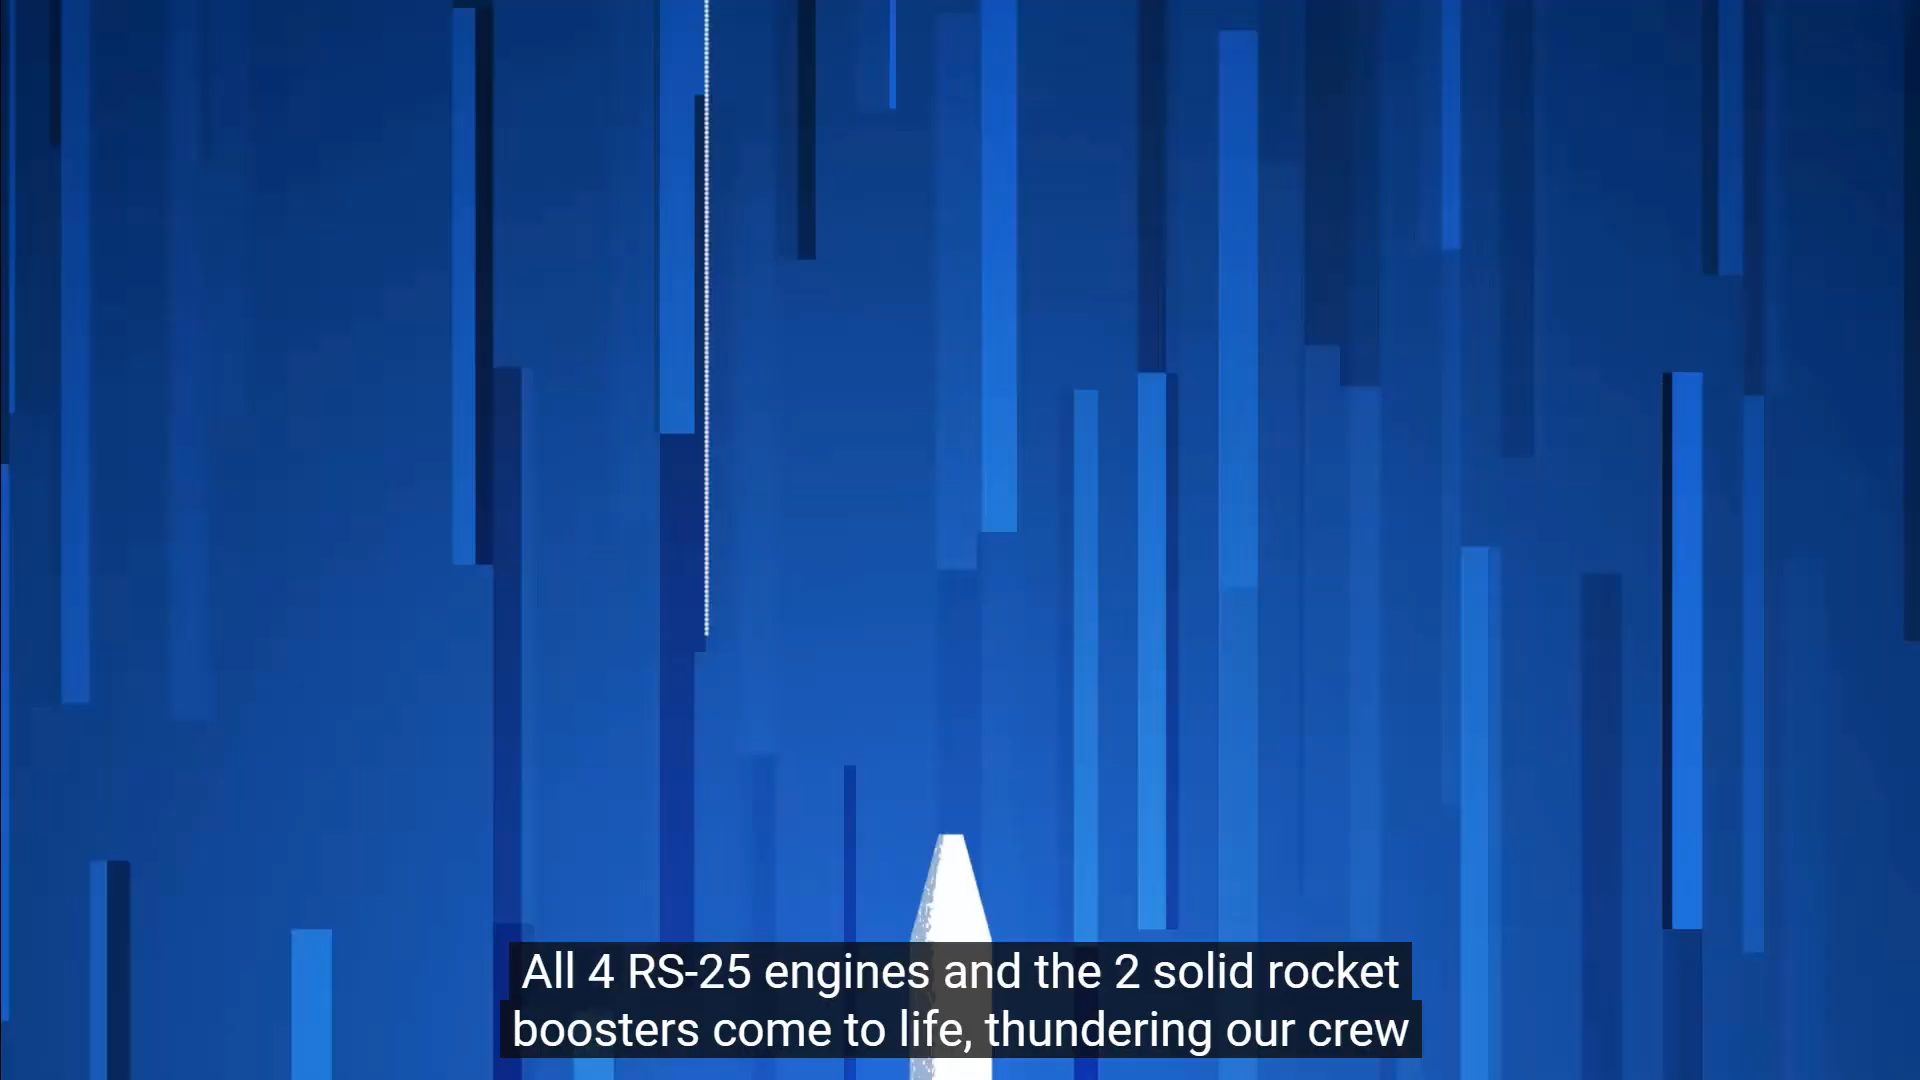 All 4 RS-25 engines and the 2 solid rocket
boosters come to life, thundering our crew